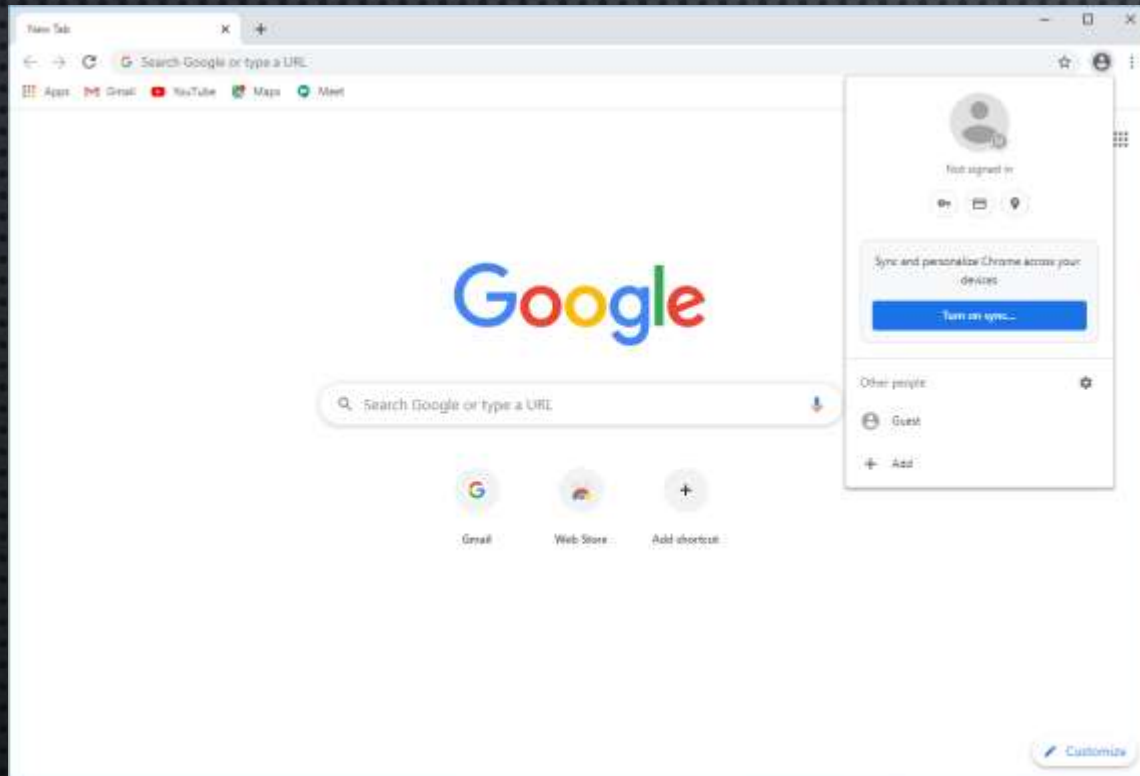 New Tab
Search Google or type a URL
Apps Gmail YouTube Maps Meet
Not signed in
Sync and personalize Chrome across your
devices
Turn on sync...
Other people
Guest
Add
Google
Search Google or type a URL
Gmail Web Store Add shortcut
Customize